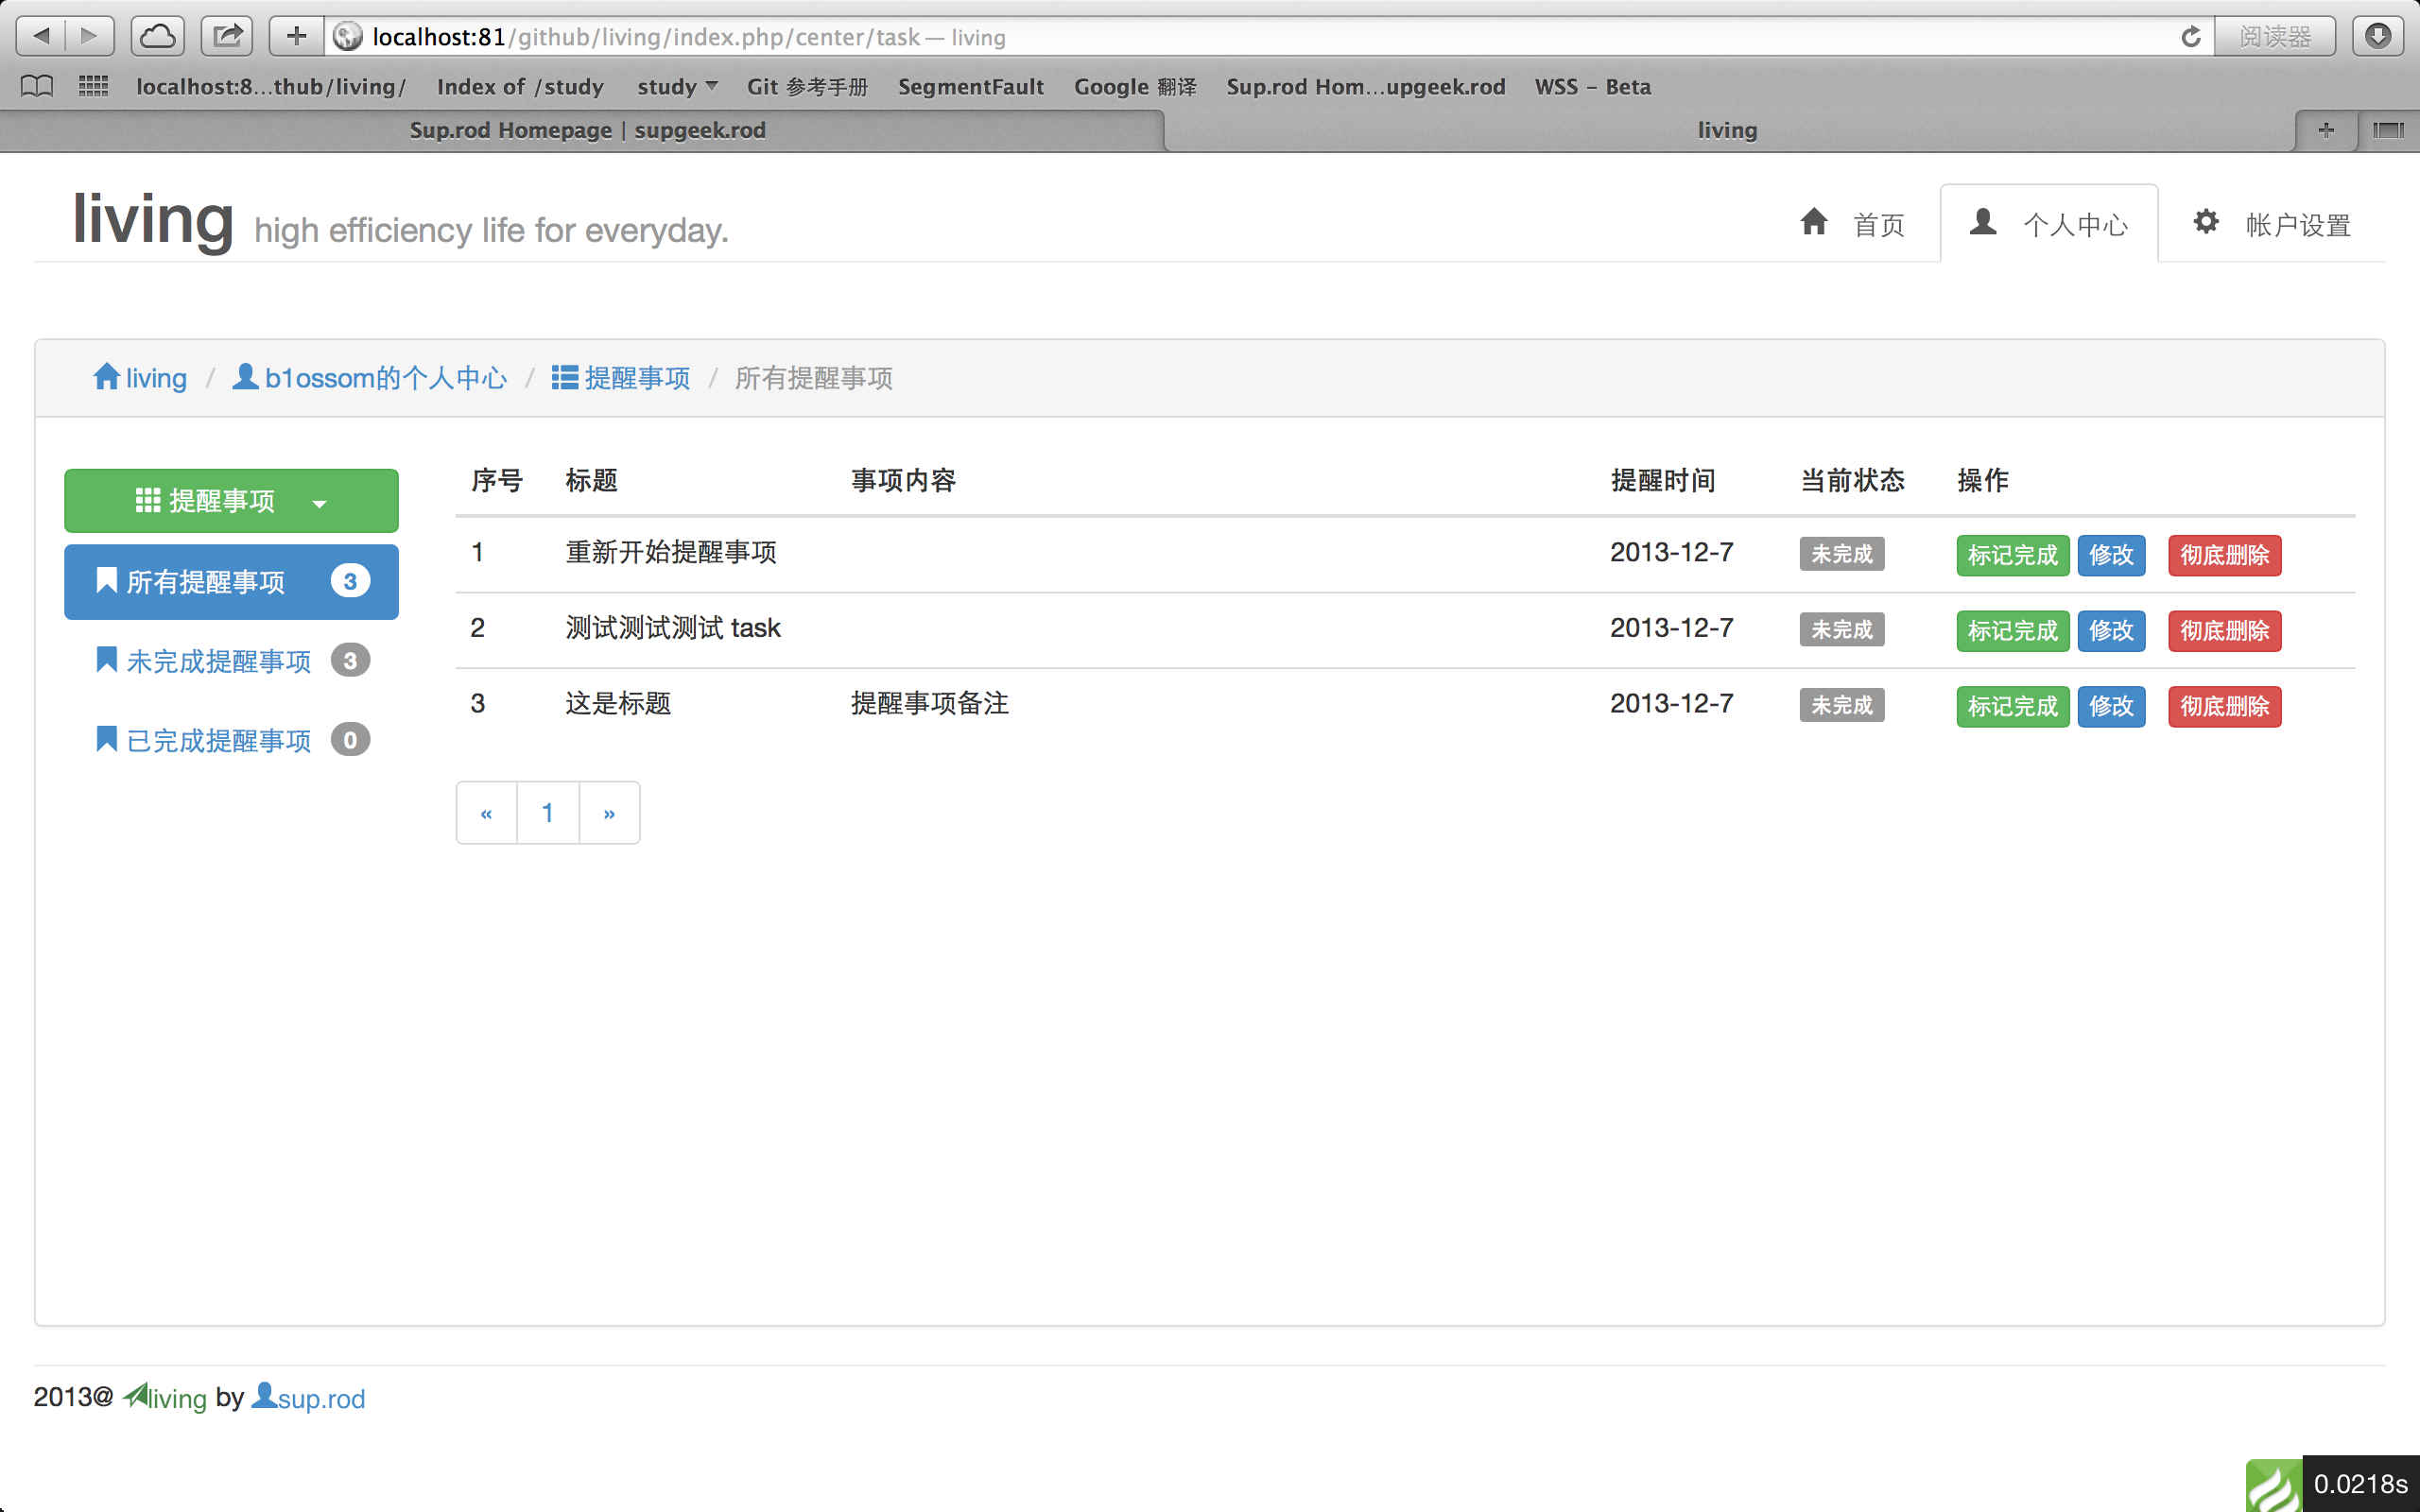 localhost:81/github/living/index.php/center/task — living
阅读器
localhost:8...thub/living/ Index of /study study Git 参考手册 SegmentFault Google 翻译 Sup.rod Hom...upgeek.rod WSS – Beta
Sup.rod Homepage | supgeek.rod living
living high efficiency life for everyday.
首页 个人中心 帐户设置
living / b1ossom的个人中心 / 提醒事项 / 所有提醒事项
提醒事项
所有提醒事项 3
未完成提醒事项 3
已完成提醒事项 0
序号 标题 事项内容 提醒时间 当前状态 操作
1 重新开始提醒事项 2013-12-7 未完成 标记完成 修改 彻底删除
2 测试测试测试 task 2013-12-7 未完成 标记完成 修改 彻底删除
3 这是标题 提醒事项备注 2013-12-7 未完成 标记完成 修改 彻底删除
« 1 »
2013@ living by sup.rod
0.0218s